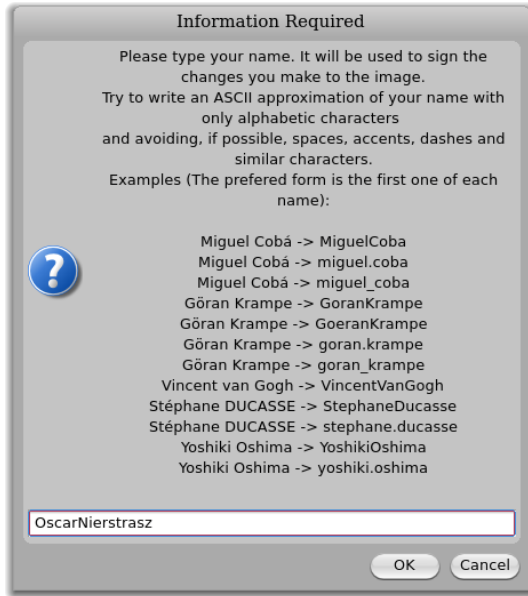 Information Required
Please type your name. It will be used to sign the
changes you make to the image.
Try to write an ASCII approximation of your name with
only alphabetic characters
and avoiding, if possible, spaces, accents, dashes and
similar characters.
Examples (The prefered form is the first one of each
name):
Miguel Cobá -> MiguelCoba
Miguel Cobá -> miguel.coba
Miguel Cobá -> miguel_coba
Göran Krampe -> GoranKrampe
Göran Krampe -> GoeranKrampe
Göran Krampe -> goran.krampe
Göran Krampe -> goran_krampe
Vincent van Gogh -> VincentVanGogh
Stéphane DUCASSE -> StephaneDucasse
Stéphane DUCASSE -> stephane.ducasse
Yoshiki Oshima -> YoshikiOshima
Yoshiki Oshima -> yoshiki.oshima
?
OscarNierstrasz
OK Cancel